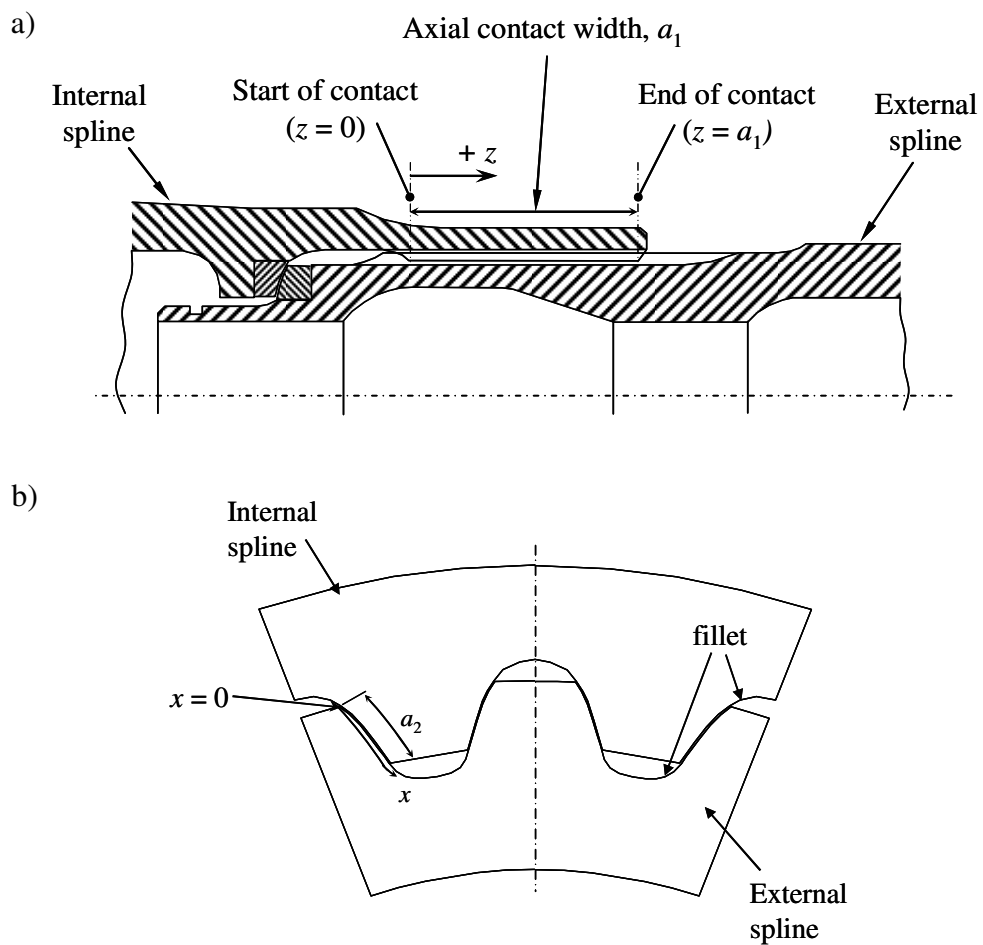 a)
Axial contact width, a₁
Internal
spline
Start of contact
(z = 0)
End of contact
(z = a₁)
External
spline
+ z
b)
Internal
spline
fillet
x = 0
a₂
x
External
spline